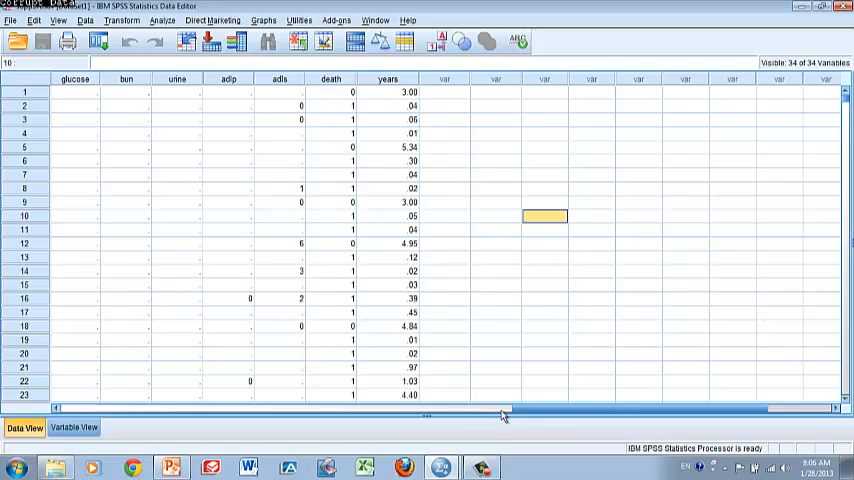 Corrupt Data
[Dataset1] - IBM SPSS Statistics Data Editor
File Edit View Data Transform Analyze Direct Marketing Graphs Utilities Add-ons Window Help
10 :
Visible: 34 of 34 Variables
glucose bun urine adlp adls death years var var var var var var var var var
1 . . . . . 0 3.00
2 . . . . 0 1 .04
3 . . . . 0 1 .06
4 . . . . . 1 .01
5 . . . . . 0 5.34
6 . . . . . 1 .30
7 . . . . . 1 .04
8 . . . . 1 1 .02
9 . . . . 0 0 3.00
10 . . . . . 1 .05
11 . . . . . 1 .04
12 . . . . 6 0 4.95
13 . . . . . 1 .12
14 . . . . 3 1 .02
15 . . . . . 1 .03
16 . . . 0 2 1 .39
17 . . . . . 1 .45
18 . . . . 0 0 4.84
19 . . . . . 1 .01
20 . . . . . 1 .02
21 . . . . . 1 .97
22 . . . 0 . 1 1.03
23 . . . . . 1 4.40
Data View Variable View
IBM SPSS Statistics Processor is ready
EN
8:06 AM
1/28/2013